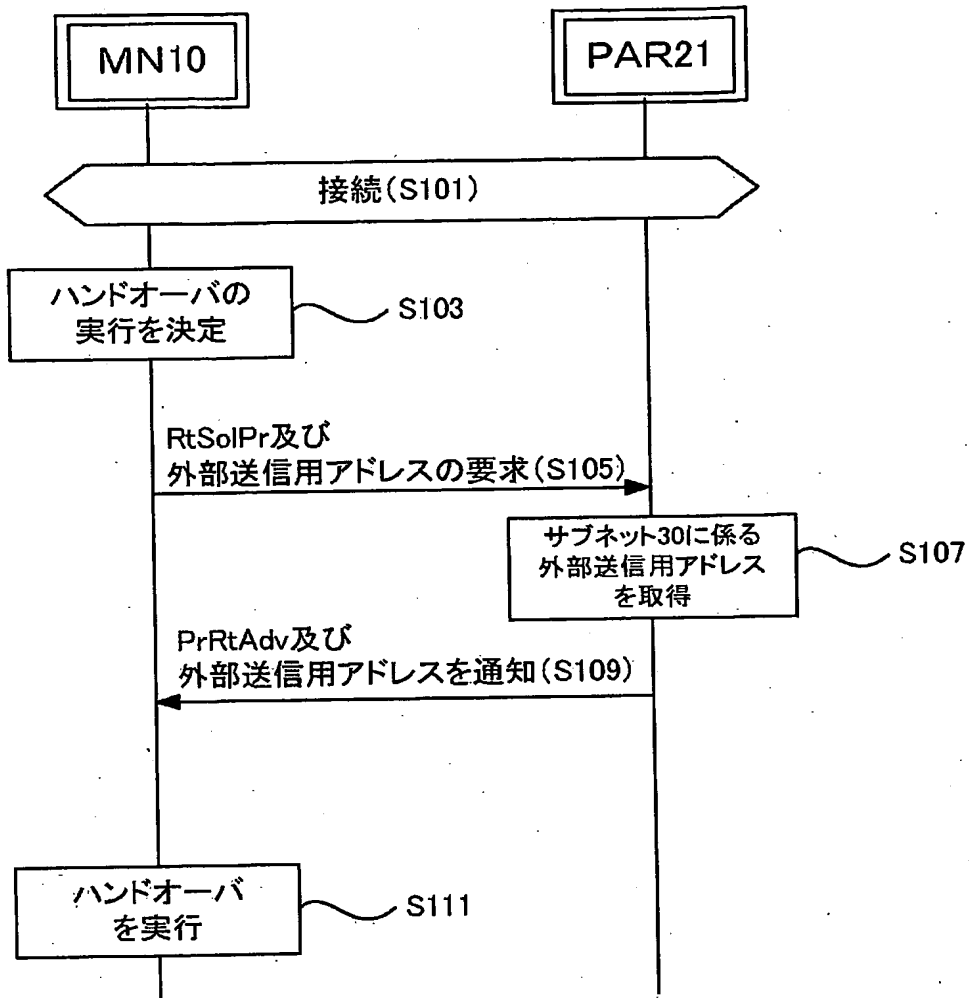 MN10
PAR21
接続(S101)
ハンドオーバの
実行を決定
S103
RtSolPr及び
外部送信用アドレスの要求(S105)
サブネット30に係る
外部送信用アドレス
を取得
S107
PrRtAdv及び
外部送信用アドレスを通知(S109)
ハンドオーバ
を実行
S111